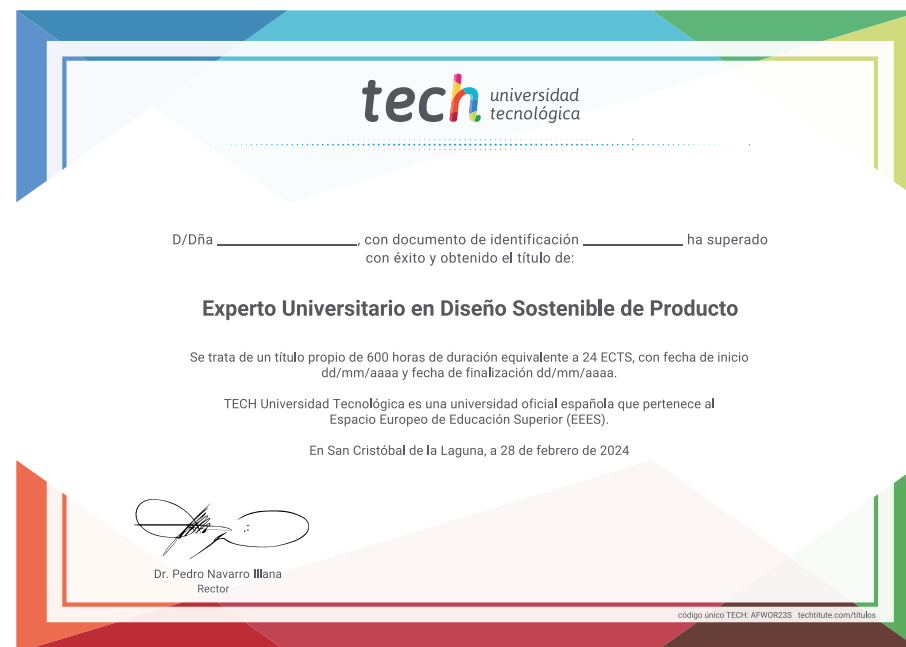 tech universidad
tecnológica
D/Dña ____________________, con documento de identificación ______________ ha superado
con éxito y obtenido el título de:
Experto Universitario en Diseño Sostenible de Producto
Se trata de un título propio de 600 horas de duración equivalente a 24 ECTS, con fecha de inicio
dd/mm/aaaa y fecha de finalización dd/mm/aaaa.
TECH Universidad Tecnológica es una universidad oficial española que pertenece al
Espacio Europeo de Educación Superior (EEES).
En San Cristóbal de la Laguna, a 28 de febrero de 2024
Dr. Pedro Navarro Illana
Rector
código único TECH: AFWOR23S techtitute.com/titulos